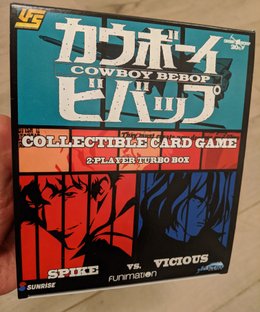 カウボーイ
COWBOY BEBOP
ビバップ
COLLECTIBLE CARD GAME
2-PLAYER TURBO BOX
SPIKE VS. VICIOUS
FUNIMATION
SUNRISE